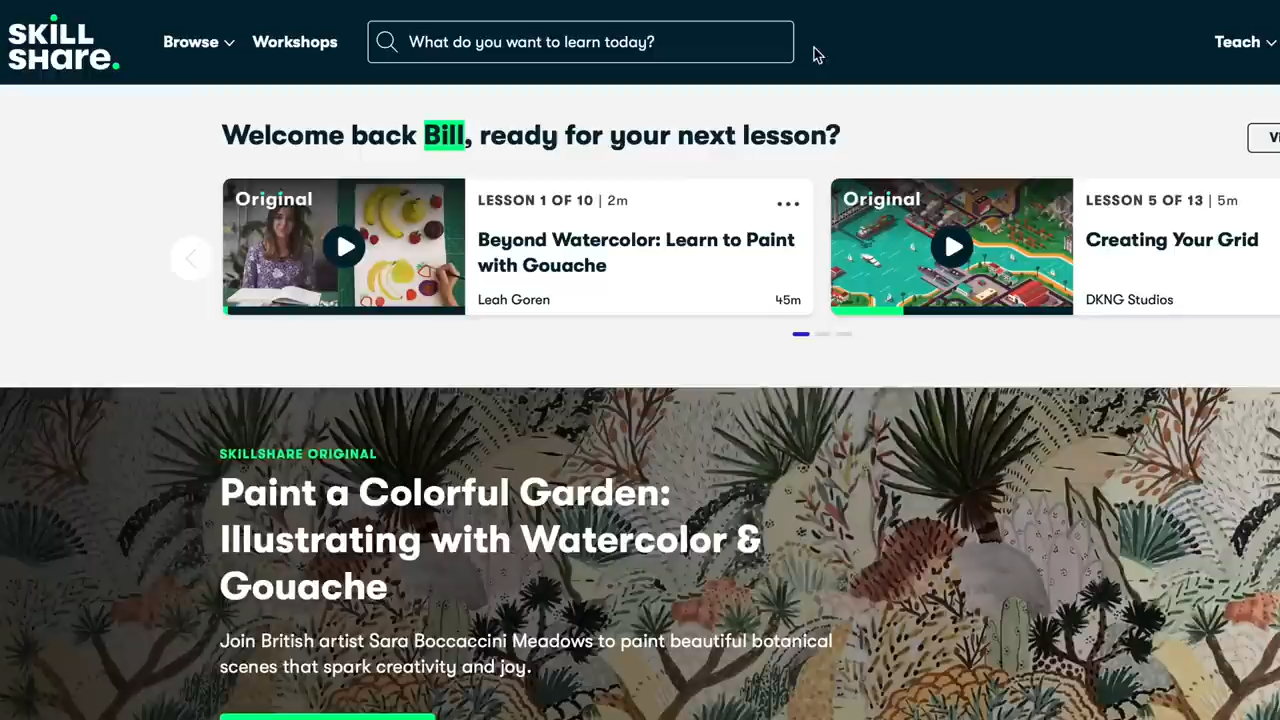 SKILL
SHARE.
Browse
Workshops
What do you want to learn today?
Teach
Welcome back Bill, ready for your next lesson?
Original
LESSON 1 OF 10 | 2m
Beyond Watercolor: Learn to Paint
with Gouache
Leah Goren
45m
Original
LESSON 5 OF 13 | 5m
Creating Your Grid
DKNG Studios
SKILLSHARE ORIGINAL
Paint a Colorful Garden:
Illustrating with Watercolor &
Gouache
Join British artist Sara Boccaccini Meadows to paint beautiful botanical
scenes that spark creativity and joy.